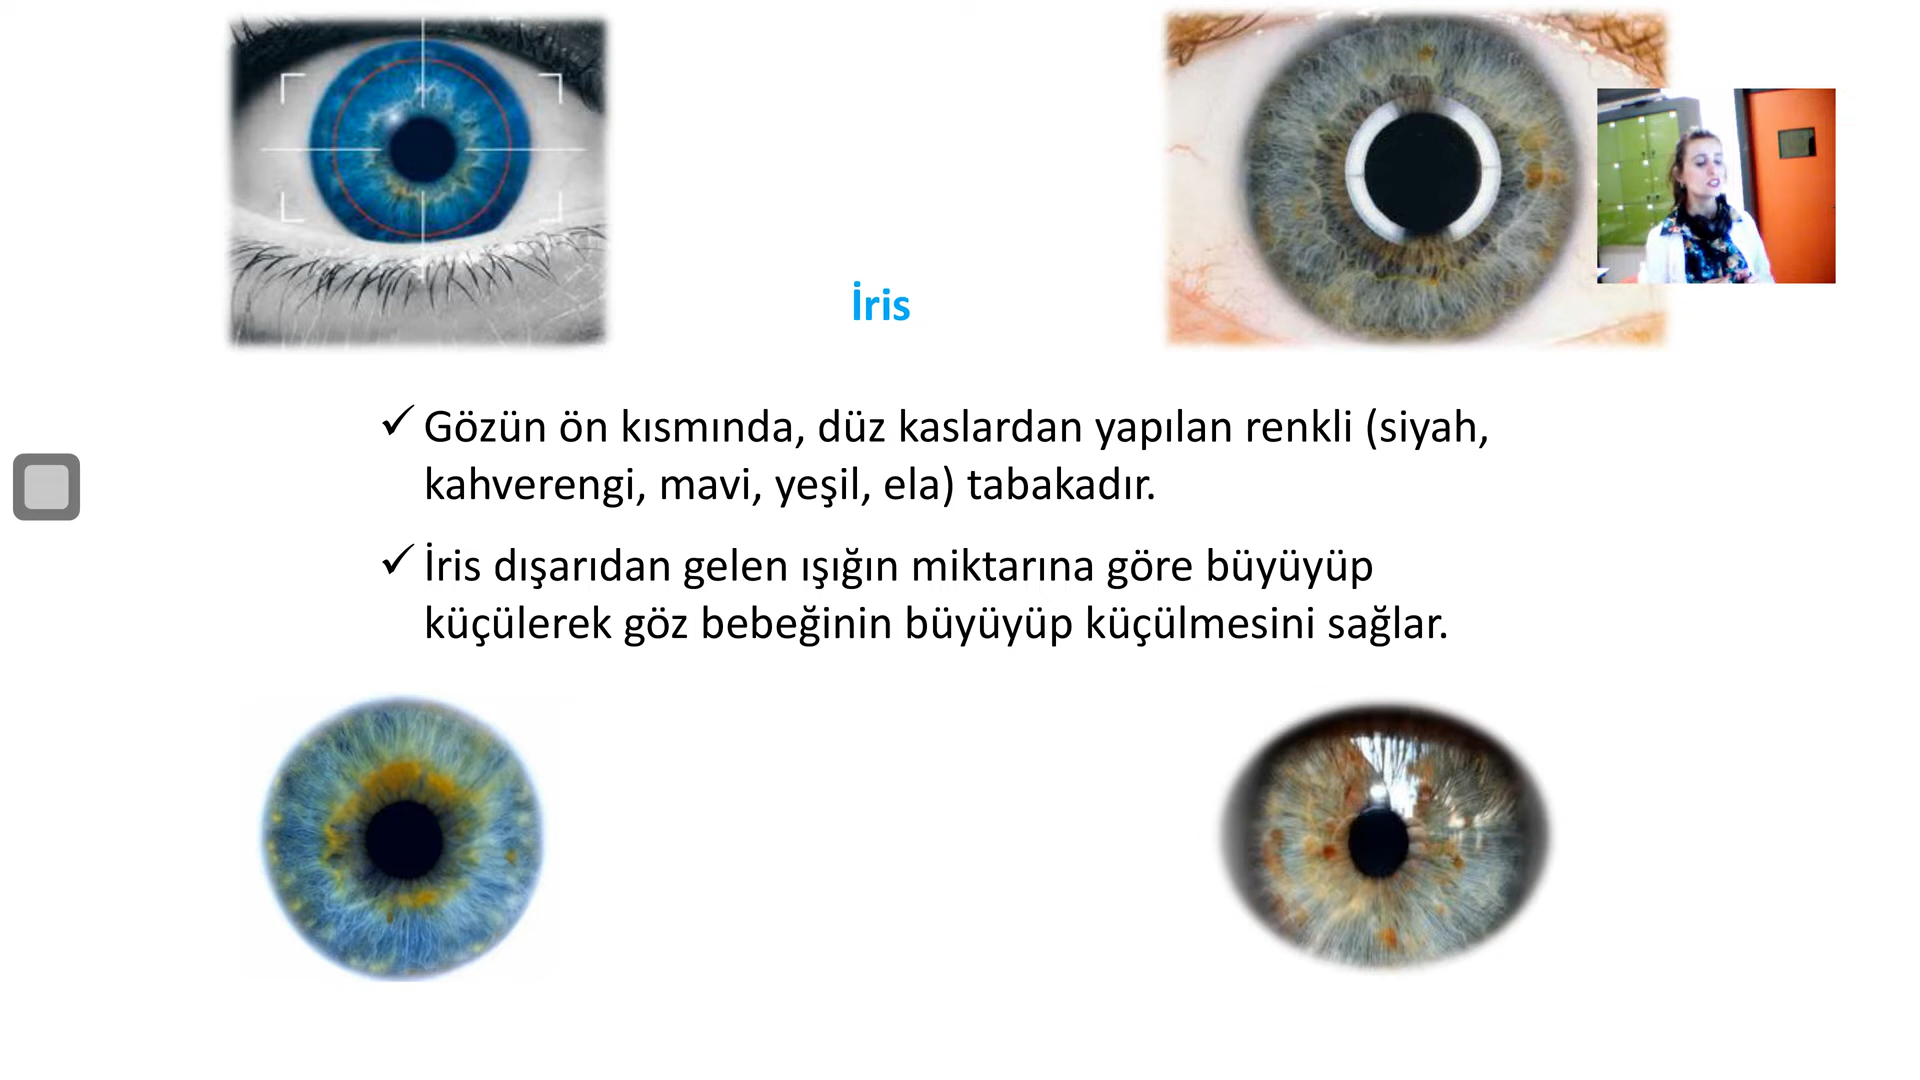 İris
✓ Gözün ön kısmında, düz kaslardan yapılan renkli (siyah,
kahverengi, mavi, yeşil, ela) tabakadır.
✓ İris dışarıdan gelen ışığın miktarına göre büyüyüp
küçülerek göz bebeğinin büyüyüp küçülmesini sağlar.